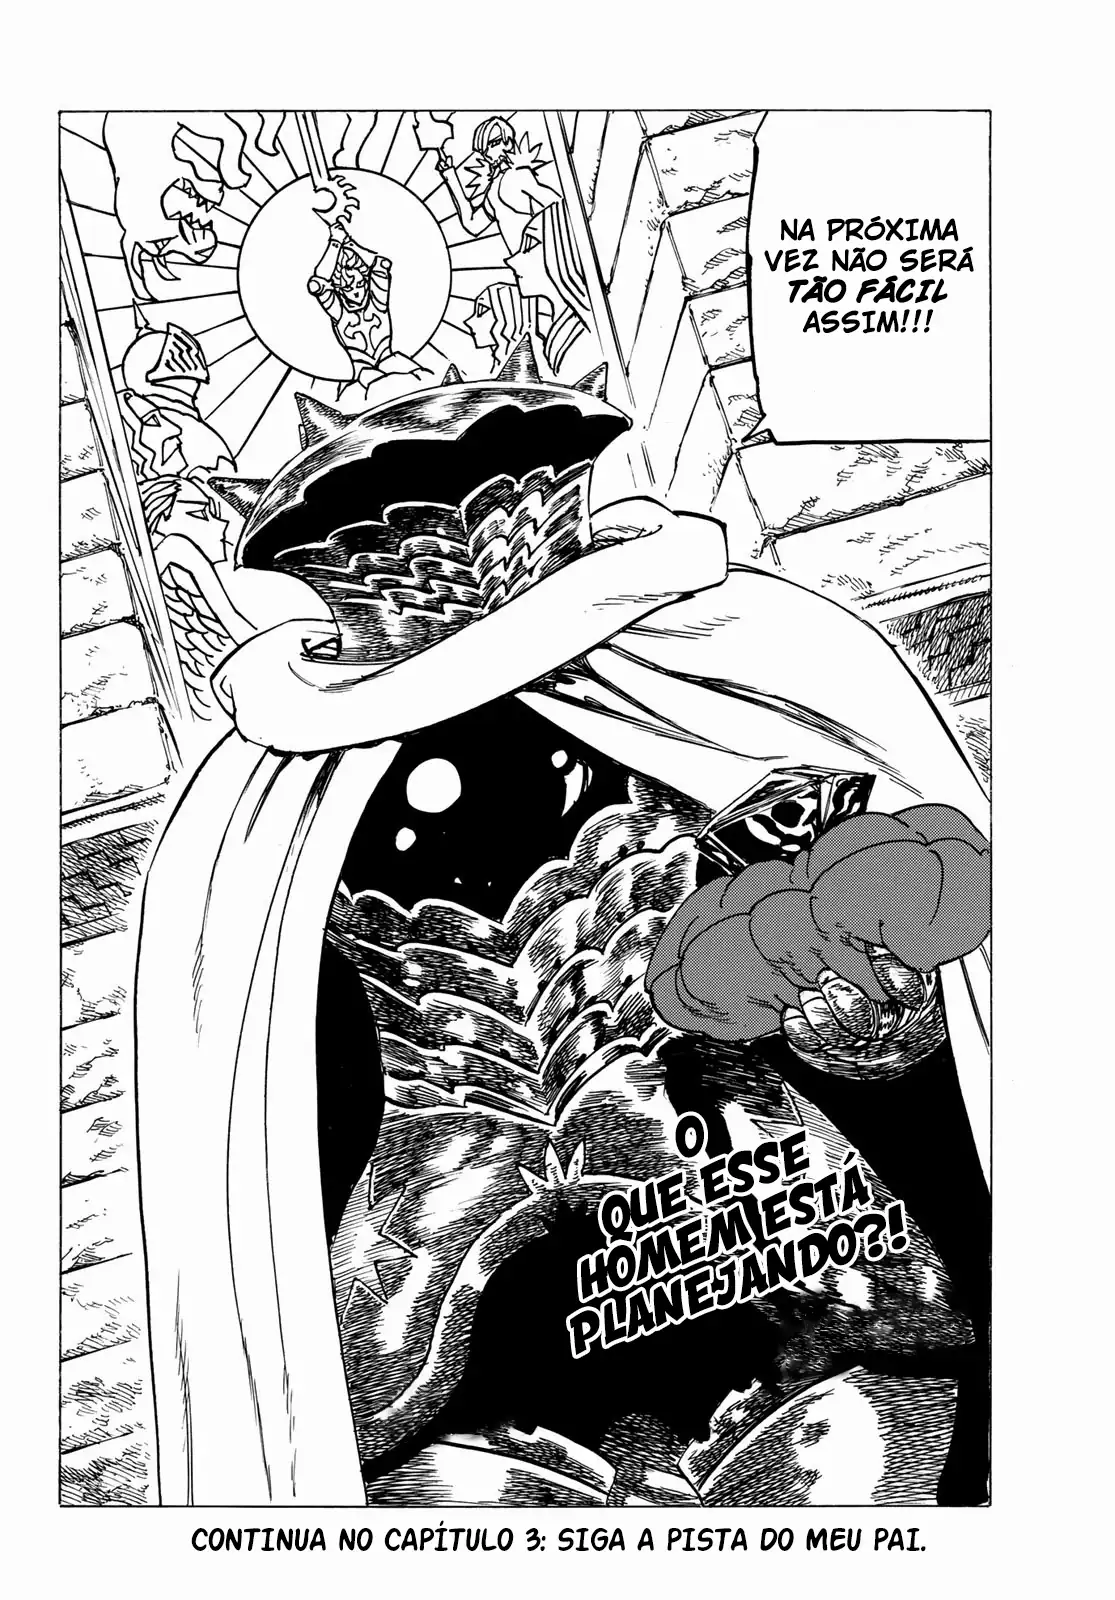 NA PRÓXIMA
VEZ NÃO SERÁ
TÃO FÁCIL
ASSIM!!!
O
QUE ESSE
HOMEM ESTÁ
PLANEJANDO?!
CONTINUA NO CAPÍTULO 3: SIGA A PISTA DO MEU PAI.